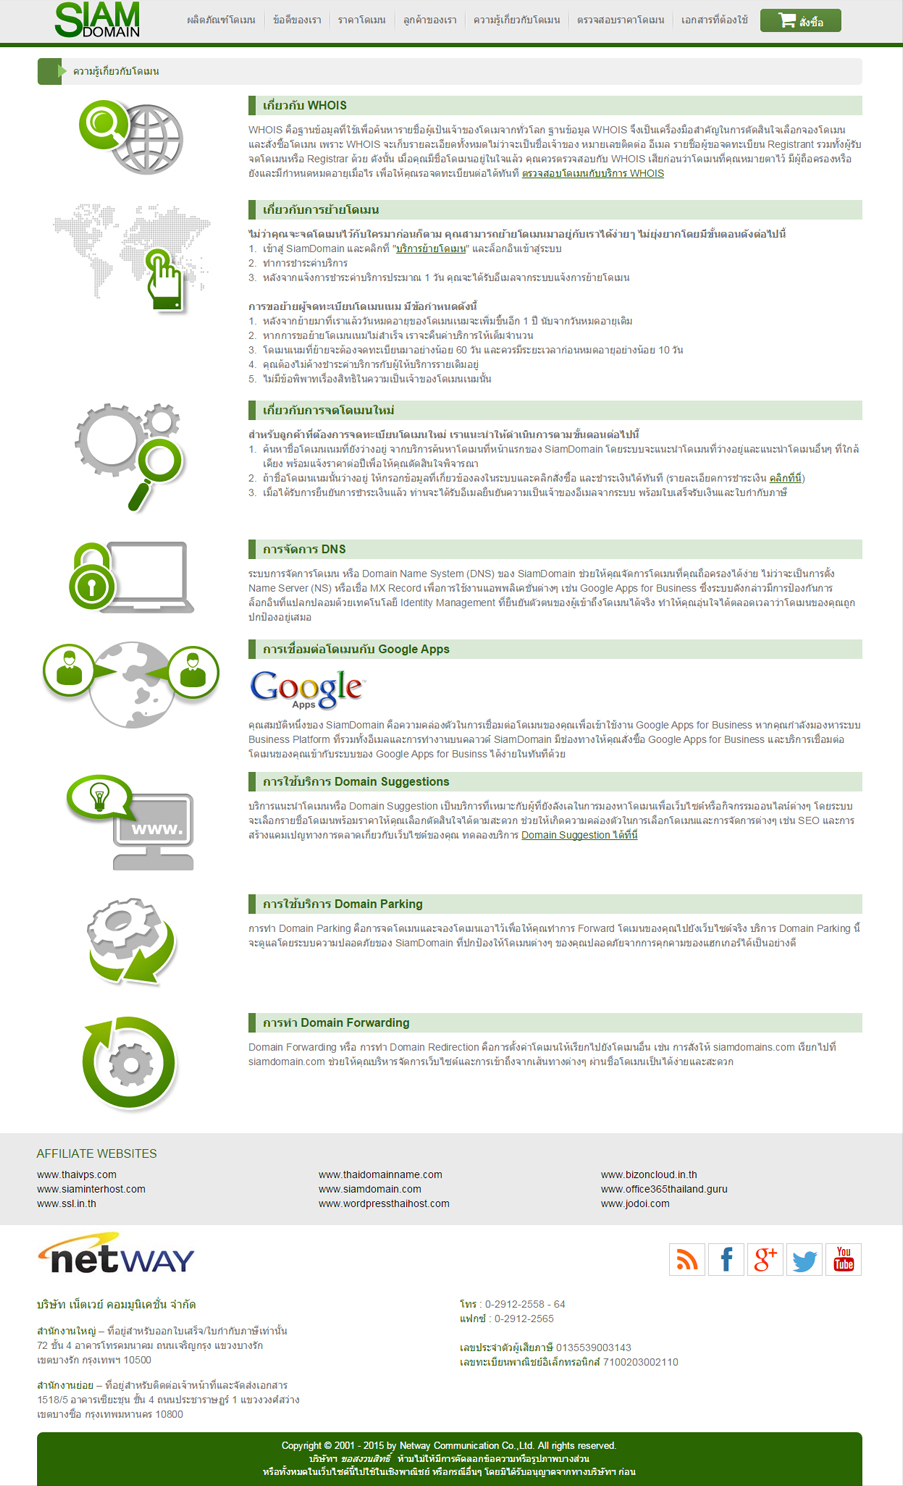 SIAM
DOMAIN
ผลิตภัณฑ์โดเมน
ข้อดีของเรา
ราคาโดเมน
ลูกค้าของเรา
ความรู้เกี่ยวกับโดเมน
ตรวจสอบราคาโดเมน
เอกสารที่ต้องใช้
สั่งซื้อ
ความรู้เกี่ยวกับโดเมน
เกี่ยวกับ WHOIS
WHOIS คือฐานข้อมูลที่ใช้เพื่อค้นหารายชื่อผู้เป็นเจ้าของโดเมจากทั่วโลก ฐานข้อมูล WHOIS จึงเป็นเครื่องมือสำคัญในการตัดสินใจเลือกจองโดเมน
และสั่งซื้อโดเมน เพราะ WHOIS จะเก็บรายละเอียดทั้งหมดไม่ว่าจะเป็นชื่อเจ้าของ หมายเลขติดต่อ อีเมล รายชื่อผู้ขอจดทะเบียน Registrant รวมทั้งผู้รับ
จดโดเมนหรือ Registrar ด้วย ดังนั้น เมื่อคุณมีชื่อโดเมนอยู่ในใจแล้ว คุณควรตรวจสอบกับ WHOIS เสียก่อนว่าโดเมนที่คุณหมายตาไว้ มีผู้ถือครองหรือ
ยังและมีกำหนดหมดอายุเมื่อไร เพื่อให้คุณรอจดทะเบียนต่อได้ทันที ตรวจสอบโดเมนกับบริการ WHOIS
เกี่ยวกับการย้ายโดเมน
ไม่ว่าคุณจะจดโดเมนไว้กับใครมาก่อนก็ตาม คุณสามารถย้ายโดเมนมาอยู่กับเราได้ง่ายๆ ไม่ยุ่งยากโดยมีขั้นตอนดังต่อไปนี้
1. เข้าสู่ SiamDomain และคลิกที่ "บริการย้ายโดเมน" และล็อกอินเข้าสู่ระบบ
2. ทำการชำระค่าบริการ
3. หลังจากแจ้งการชำระค่าบริการประมาณ 1 วัน คุณจะได้รับอีเมลจากระบบแจ้งการย้ายโดเมน
การขอย้ายผู้จดทะเบียนโดเมนเนม มีข้อกำหนดดังนี้
1. หลังจากย้ายมาที่เราแล้ววันหมดอายุของโดเมนเนมจะเพิ่มขึ้นอีก 1 ปี นับจากวันหมดอายุเดิม
2. หากการขอย้ายโดเมนเนมไม่สำเร็จ เราจะคืนค่าบริการให้เต็มจำนวน
3. โดเมนเนมที่ย้ายจะต้องจดทะเบียนมาอย่างน้อย 60 วัน และควรมีระยะเวลาก่อนหมดอายุอย่างน้อย 10 วัน
4. คุณต้องไม่ค้างชำระค่าบริการกับผู้ให้บริการรายเดิมอยู่
5. ไม่มีข้อพิพาทเรื่องสิทธิในความเป็นเจ้าของโดเมนเนมนั้น
เกี่ยวกับการจดโดเมนใหม่
สำหรับลูกค้าที่ต้องการจดทะเบียนโดเมนใหม่ เราแนะนำให้ดำเนินการตามขั้นตอนต่อไปนี้
1. ค้นหาชื่อโดเมนเนมที่ยังว่างอยู่ จากบริการค้นหาโดเมนที่หน้าแรกของ SiamDomain โดยระบบจะแนะนำโดเมนที่ว่างอยู่และแนะนำโดเมนอื่นๆ ที่ใกล้
เคียง พร้อมแจ้งราคาต่อปีเพื่อให้คุณตัดสินใจพิจารณา
2. ถ้าชื่อโดเมนเนมนั้นว่างอยู่ ให้กรอกข้อมูลที่เกี่ยวข้องลงในระบบและคลิกสั่งซื้อ และชำระเงินได้ทันที (รายละเอียดการชำระเงิน คลิกที่นี่)
3. เมื่อได้รับการยืนยันการชำระเงินแล้ว ท่านจะได้รับอีเมลยืนยันความเป็นเจ้าของอีเมลจากระบบ พร้อมใบเสร็จรับเงินและใบกำกับภาษี
การจัดการ DNS
ระบบการจัดการโดเมน หรือ Domain Name System (DNS) ของ SiamDomain ช่วยให้คุณจัดการโดเมนที่คุณถือครองได้ง่าย ไม่ว่าจะเป็นการตั้ง
Name Server (NS) หรือเชื่อ MX Record เพื่อการใช้งานแอพพลิเคชันต่างๆ เช่น Google Apps for Business ซึ่งระบบดังกล่าวมีการป้องกันการ
ล็อกอินที่แปลกปลอมด้วยเทคโนโลยี Identity Management ที่ยืนยันตัวตนของผู้เข้าถึงโดเมนได้จริง ทำให้คุณอุ่นใจได้ตลอดเวลาว่าโดเมนของคุณถูก
ปกป้องอยู่เสมอ
การเชื่อมต่อโดเมนกับ Google Apps
Google
Apps
คุณสมบัติหนึ่งของ SiamDomain คือความคล่องตัวในการเชื่อมต่อโดเมนของคุณเพื่อเข้าใช้งาน Google Apps for Business หากคุณกำลังมองหาระบบ
Business Platform ที่รวมทั้งอีเมลและการทำงานบนคลาวด์ SiamDomain มีช่องทางให้คุณสั่งซื้อ Google Apps for Business และบริการเชื่อมต่อ
โดเมนของคุณเข้ากับระบบของ Google Apps for Businss ได้ง่ายในทันทีด้วย
www.
การใช้บริการ Domain Suggestions
บริการแนะนำโดเมนหรือ Domain Suggestion เป็นบริการที่เหมาะกับผู้ที่ยังลังเลในการมองหาโดเมนเพื่อเว็บไซต์หรือกิจกรรมออนไลน์ต่างๆ โดยระบบ
จะเลือกรายชื่อโดเมนพร้อมราคาให้คุณเลือกตัดสินใจได้ตามสะดวก ช่วยให้เกิดความคล่องตัวในการเลือกโดเมนและการจัดการต่างๆ เช่น SEO และการ
สร้างแคมเปญทางการตลาดเกี่ยวกับเว็บไซต์ของคุณ ทดลองบริการ Domain Suggestion ได้ที่นี่
การใช้บริการ Domain Parking
การทำ Domain Parking คือการจดโดเมนและจองโดเมนเอาไว้เพื่อให้คุณทำการ Forward โดเมนของคุณไปยังเว็บไซต์จริง บริการ Domain Parking นี้
จะดูแลโดยระบบความปลอดภัยของ SiamDomain ที่ปกป้องให้โดเมนต่างๆ ของคุณปลอดภัยจากการคุกคามของแฮกเกอร์ได้เป็นอย่างดี
การทำ Domain Forwarding
Domain Forwarding หรือ การทำ Domain Redirection คือการตั้งค่าโดเมนให้เรียกไปยังโดเมนอื่น เช่น การสั่งให้ siamdomains.com เรียกไปที่
siamdomain.com ช่วยให้คุณบริหารจัดการเว็บไซต์และการเข้าถึงจากเส้นทางต่างๆ ผ่านชื่อโดเมนเป็นได้ง่ายและสะดวก
AFFILIATE WEBSITES
www.thaivps.com
www.thaidomainname.com
www.bizoncloud.in.th
www.siaminterhost.com
www.siamdomain.com
www.office365thailand.guru
www.ssl.in.th
www.wordpressthaihost.com
www.jodoi.com
netway
f
g+
You
Tube
บริษัท เน็ตเวย์ คอมมูนิเคชั่น จำกัด
สำนักงานใหญ่ – ที่อยู่สำหรับออกใบเสร็จ/ใบกำกับภาษีเท่านั้น
72 ชั้น 4 อาคารโทรคมนาคม ถนนเจริญกรุง แขวงบางรัก
เขตบางรัก กรุงเทพฯ 10500
สำนักงานย่อย – ที่อยู่สำหรับติดต่อเจ้าหน้าที่และจัดส่งเอกสาร
1518/5 อาคารเซียะชุน ชั้น 4 ถนนประชาราษฎร์ 1 แขวงวงศ์สว่าง
เขตบางซื่อ กรุงเทพมหานคร 10800
โทร : 0-2912-2558 - 64
แฟกซ์ : 0-2912-2565
เลขประจำตัวผู้เสียภาษี 0135539003143
เลขทะเบียนพาณิชย์อิเล็กทรอนิกส์ 7100203002110
Copyright © 2001 - 2015 by Netway Communication Co.,Ltd. All rights reserved.
บริษัทฯ ขอสงวนสิทธิ์ ห้ามไม่ให้มีการคัดลอกข้อความหรือรูปภาพบางส่วน
หรือทั้งหมดในเว็บไซต์นี้ไปใช้ในเชิงพาณิชย์ หรือกรณีอื่นๆ โดยมิได้รับอนุญาตจากทางบริษัทฯ ก่อน